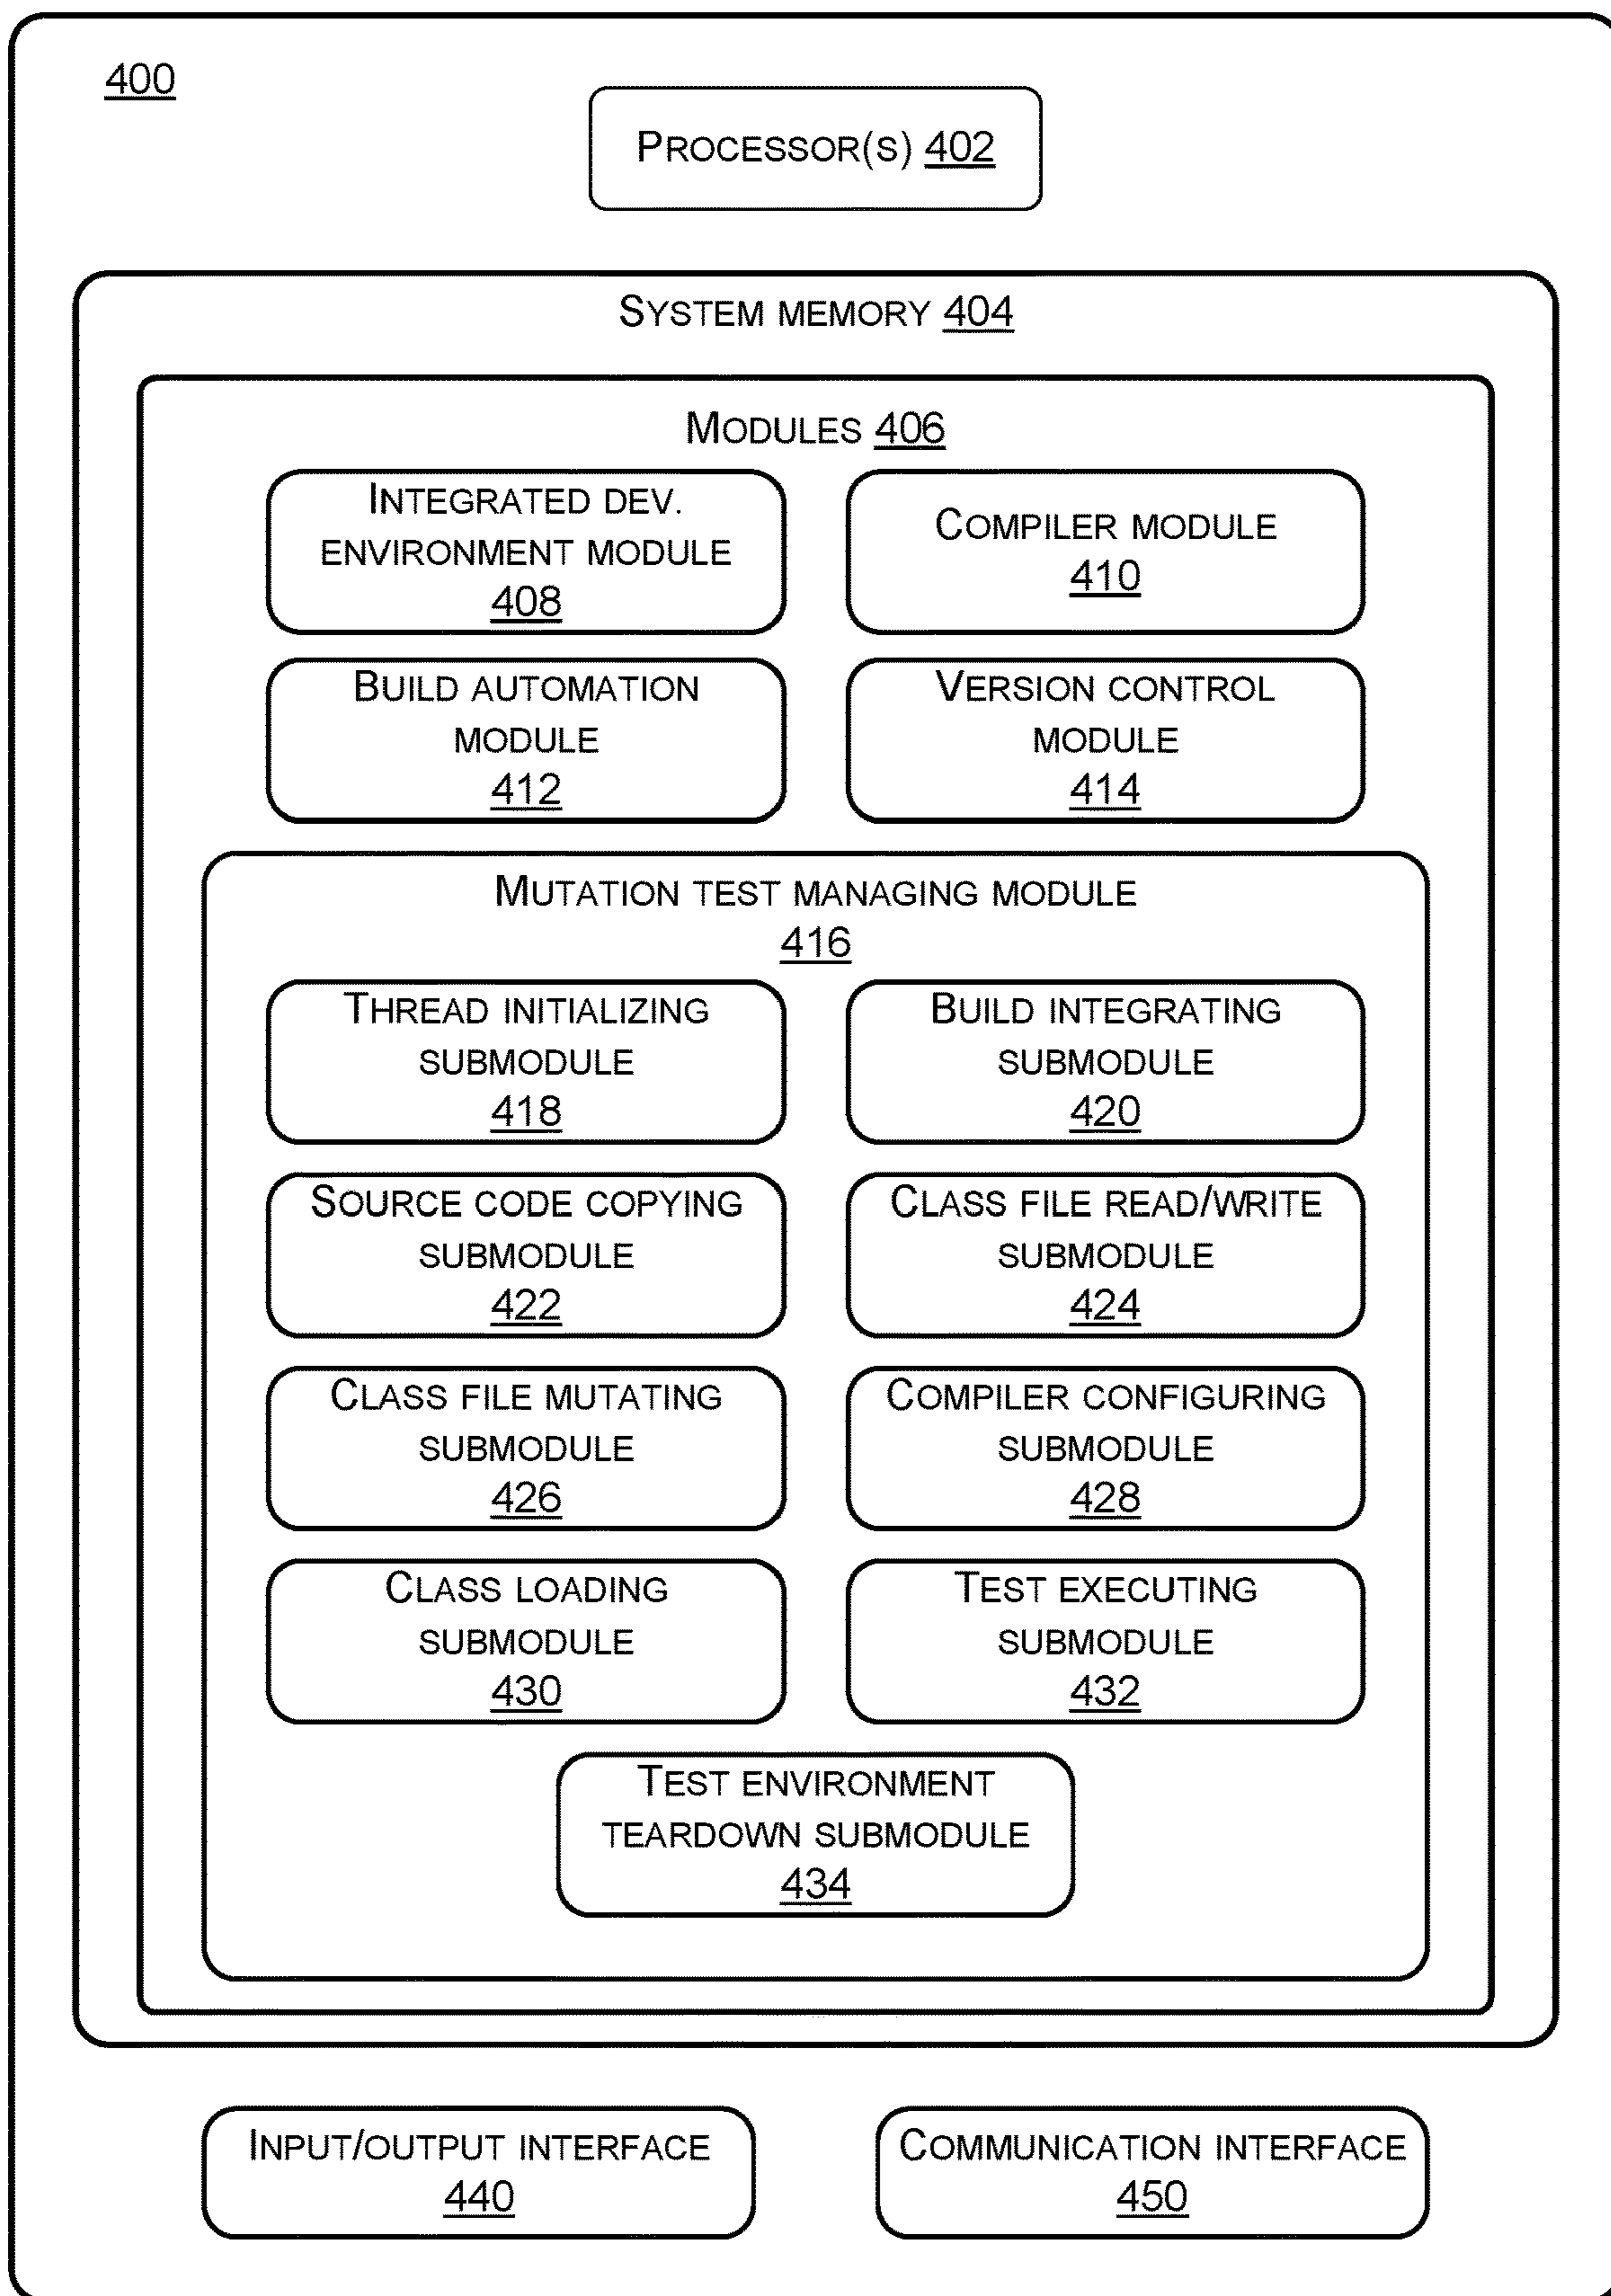 400
PROCESSOR(S) 402
SYSTEM MEMORY 404
MODULES 406
INTEGRATED DEV.
ENVIRONMENT MODULE
408
COMPILER MODULE
410
BUILD AUTOMATION
MODULE
412
VERSION CONTROL
MODULE
414
MUTATION TEST MANAGING MODULE
416
THREAD INITIALIZING
SUBMODULE
418
BUILD INTEGRATING
SUBMODULE
420
SOURCE CODE COPYING
SUBMODULE
422
CLASS FILE READ/WRITE
SUBMODULE
424
CLASS FILE MUTATING
SUBMODULE
426
COMPILER CONFIGURING
SUBMODULE
428
CLASS LOADING
SUBMODULE
430
TEST EXECUTING
SUBMODULE
432
TEST ENVIRONMENT
TEARDOWN SUBMODULE
434
INPUT/OUTPUT INTERFACE
440
COMMUNICATION INTERFACE
450